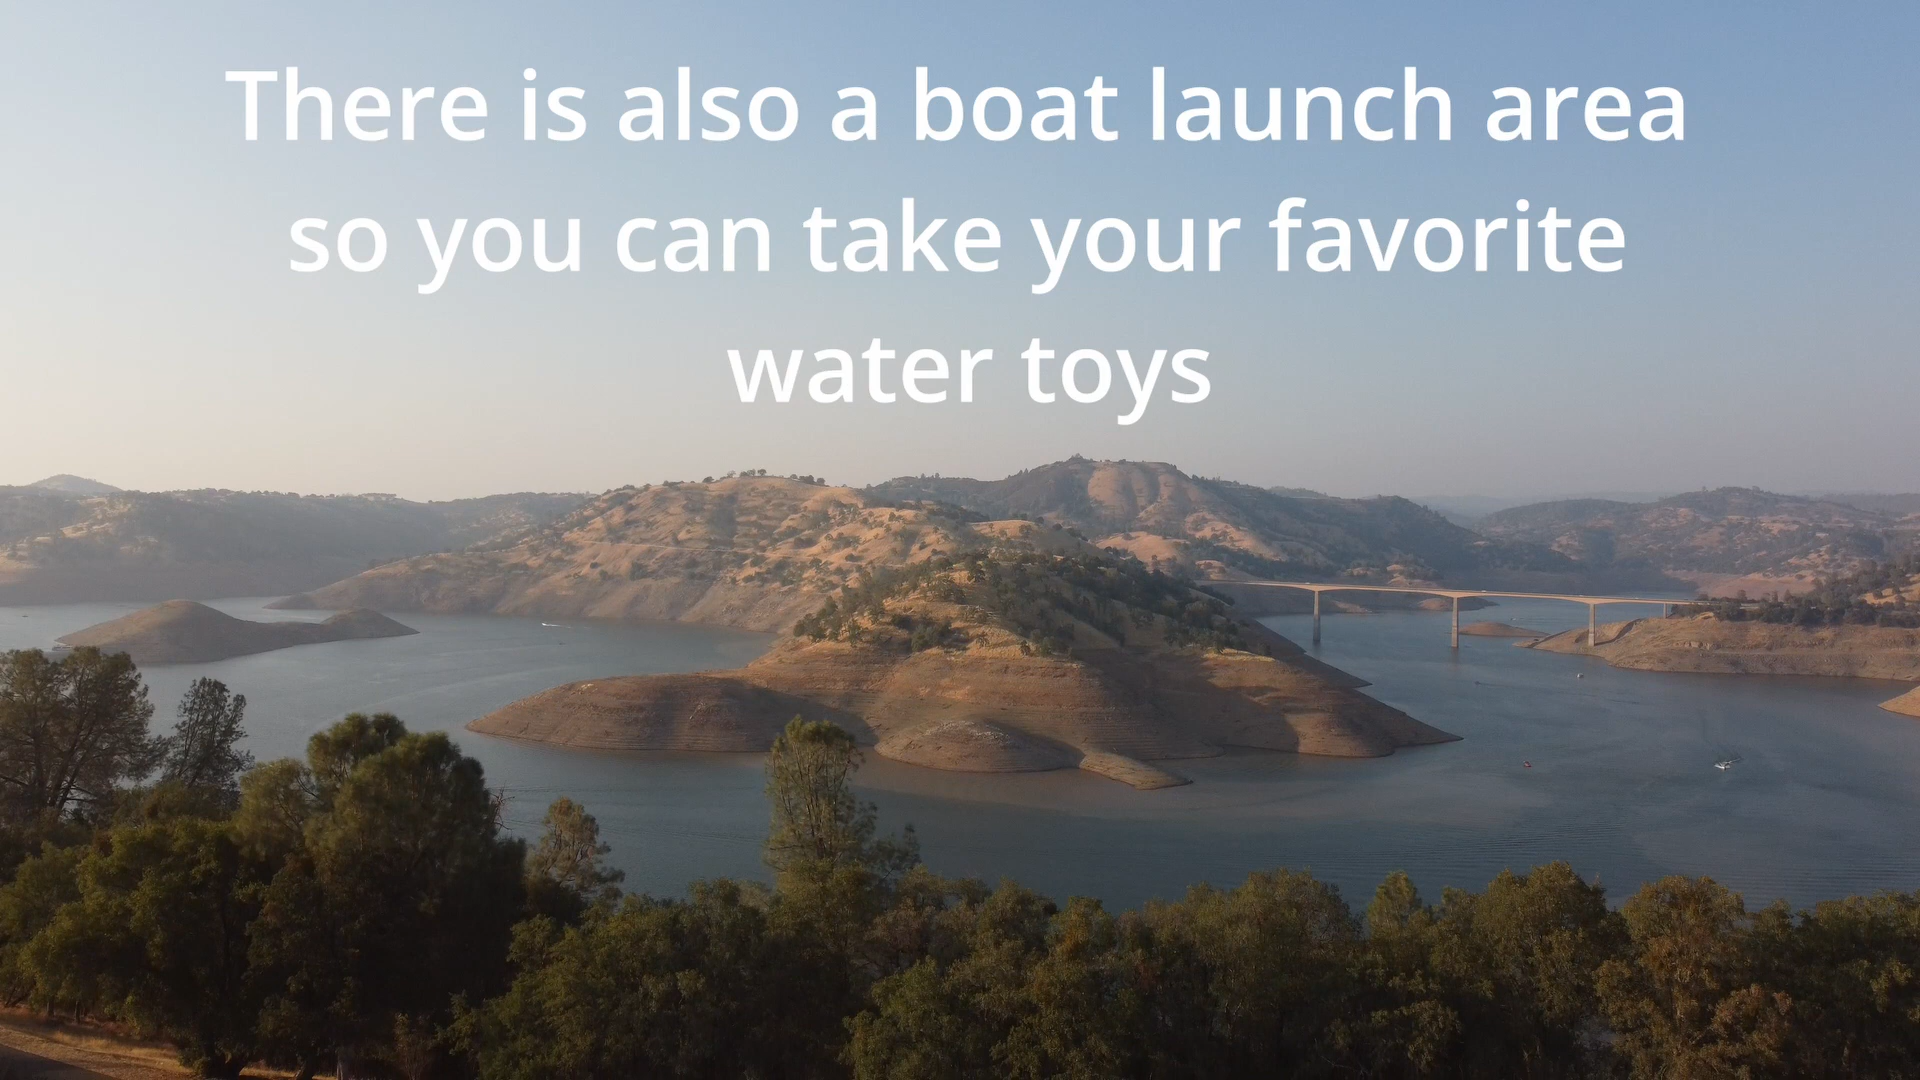 There is also a boat launch area
so you can take your favorite
water toys